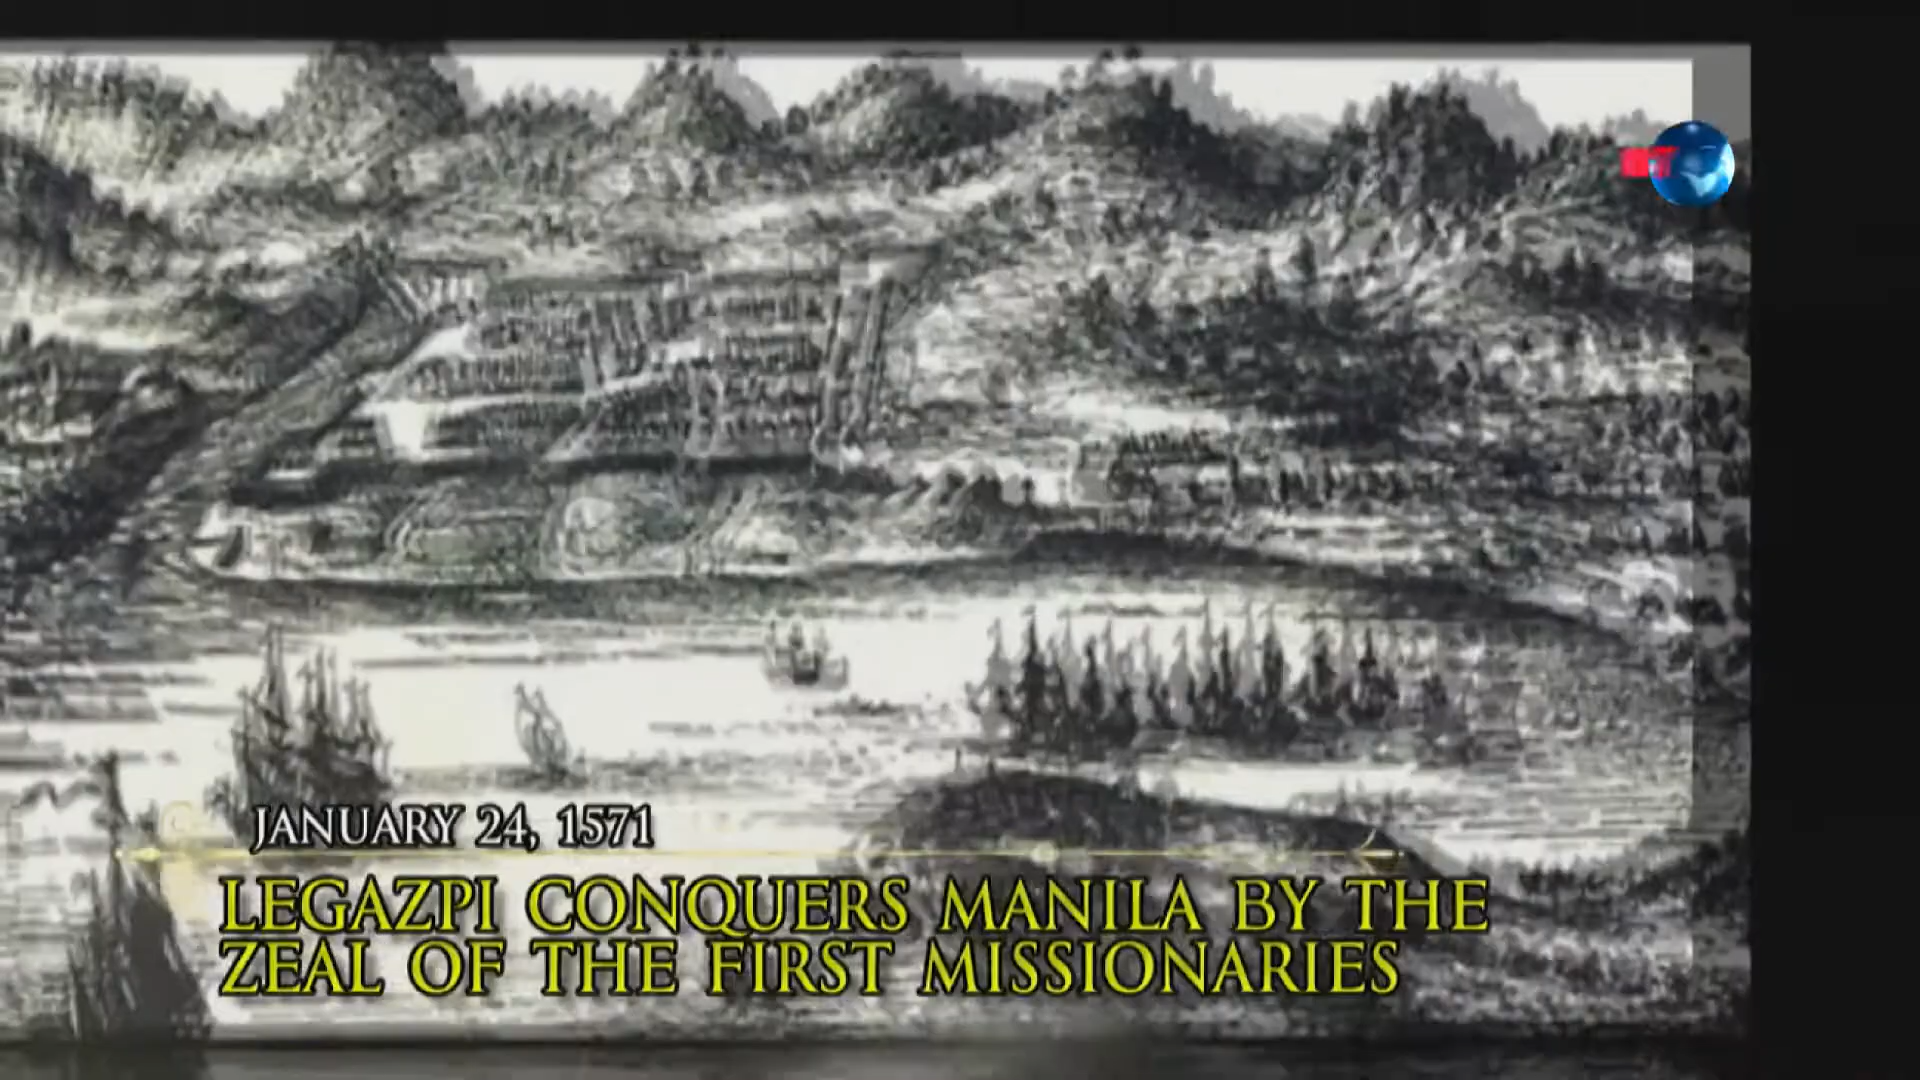 JANUARY 24, 1571
LEGAZPI CONQUERS MANILA BY THE
ZEAL OF THE FIRST MISSIONARIES